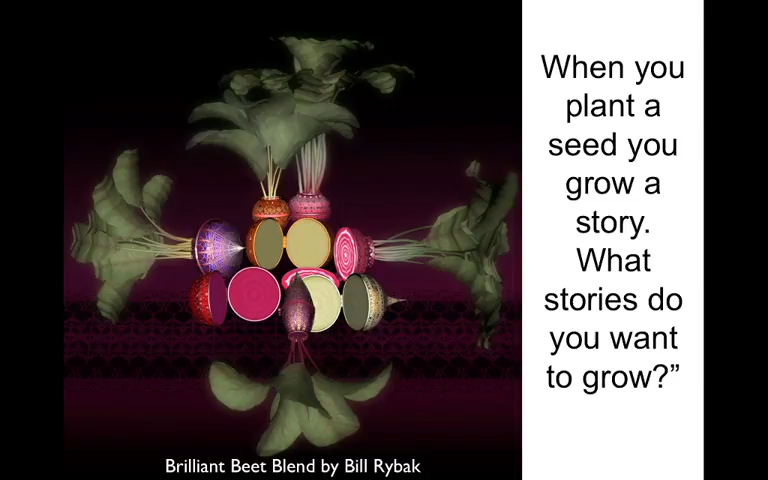 When you
plant a
seed you
grow a
story.
What
stories do
you want
to grow?”
Brilliant Beet Blend by Bill Rybak